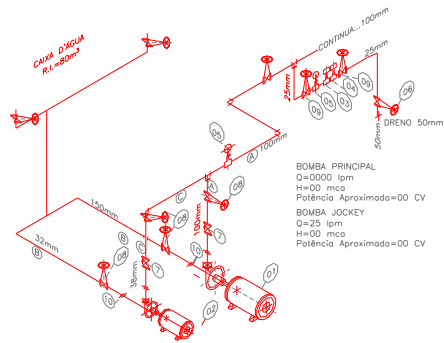 CAIXA D'ÁGUA
R.I.=80m³
CONTINUA...100mm
25mm
25mm
09
04
03
05
09
06
DRENO 50mm
50mm
05
100mm
A
BOMBA PRINCIPAL
Q=0000 lpm
H=00 mca
Potência Aproximada=00 CV
BOMBA JOCKEY
Q=25 lpm
H=00 mca
Potência Aproximada=00 CV
C
A
08
150mm
08
100mm
7
32mm
B
B
C
08
10
7
38mm
01
10
02